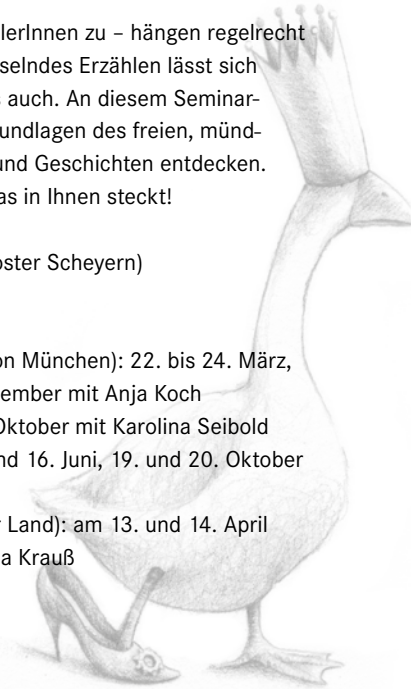 lerInnen zu – hängen regelrecht
selndes Erzählen lässt sich
s auch. An diesem Seminar-
undlagen des freien, münd-
und Geschichten entdecken.
as in Ihnen steckt!
oster Scheyern)
on München): 22. bis 24. März,
ember mit Anja Koch
Oktober mit Karolina Seibold
nd 16. Juni, 19. und 20. Oktober
r Land): am 13. und 14. April
a Krauß